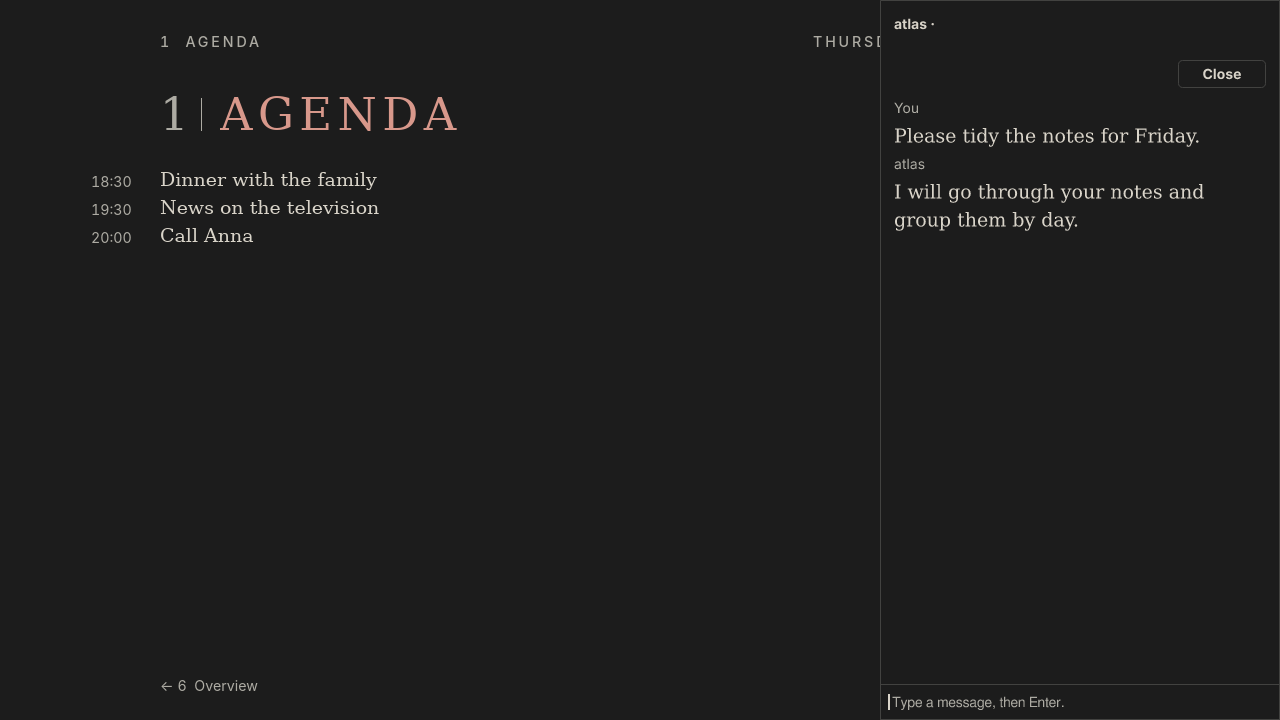 1 AGENDA
THURSD
1 AGENDA
18:30 Dinner with the family
19:30 News on the television
20:00 Call Anna
← 6 Overview
atlas ·
Close
You
Please tidy the notes for Friday.
atlas
I will go through your notes and
group them by day.
Type a message, then Enter.